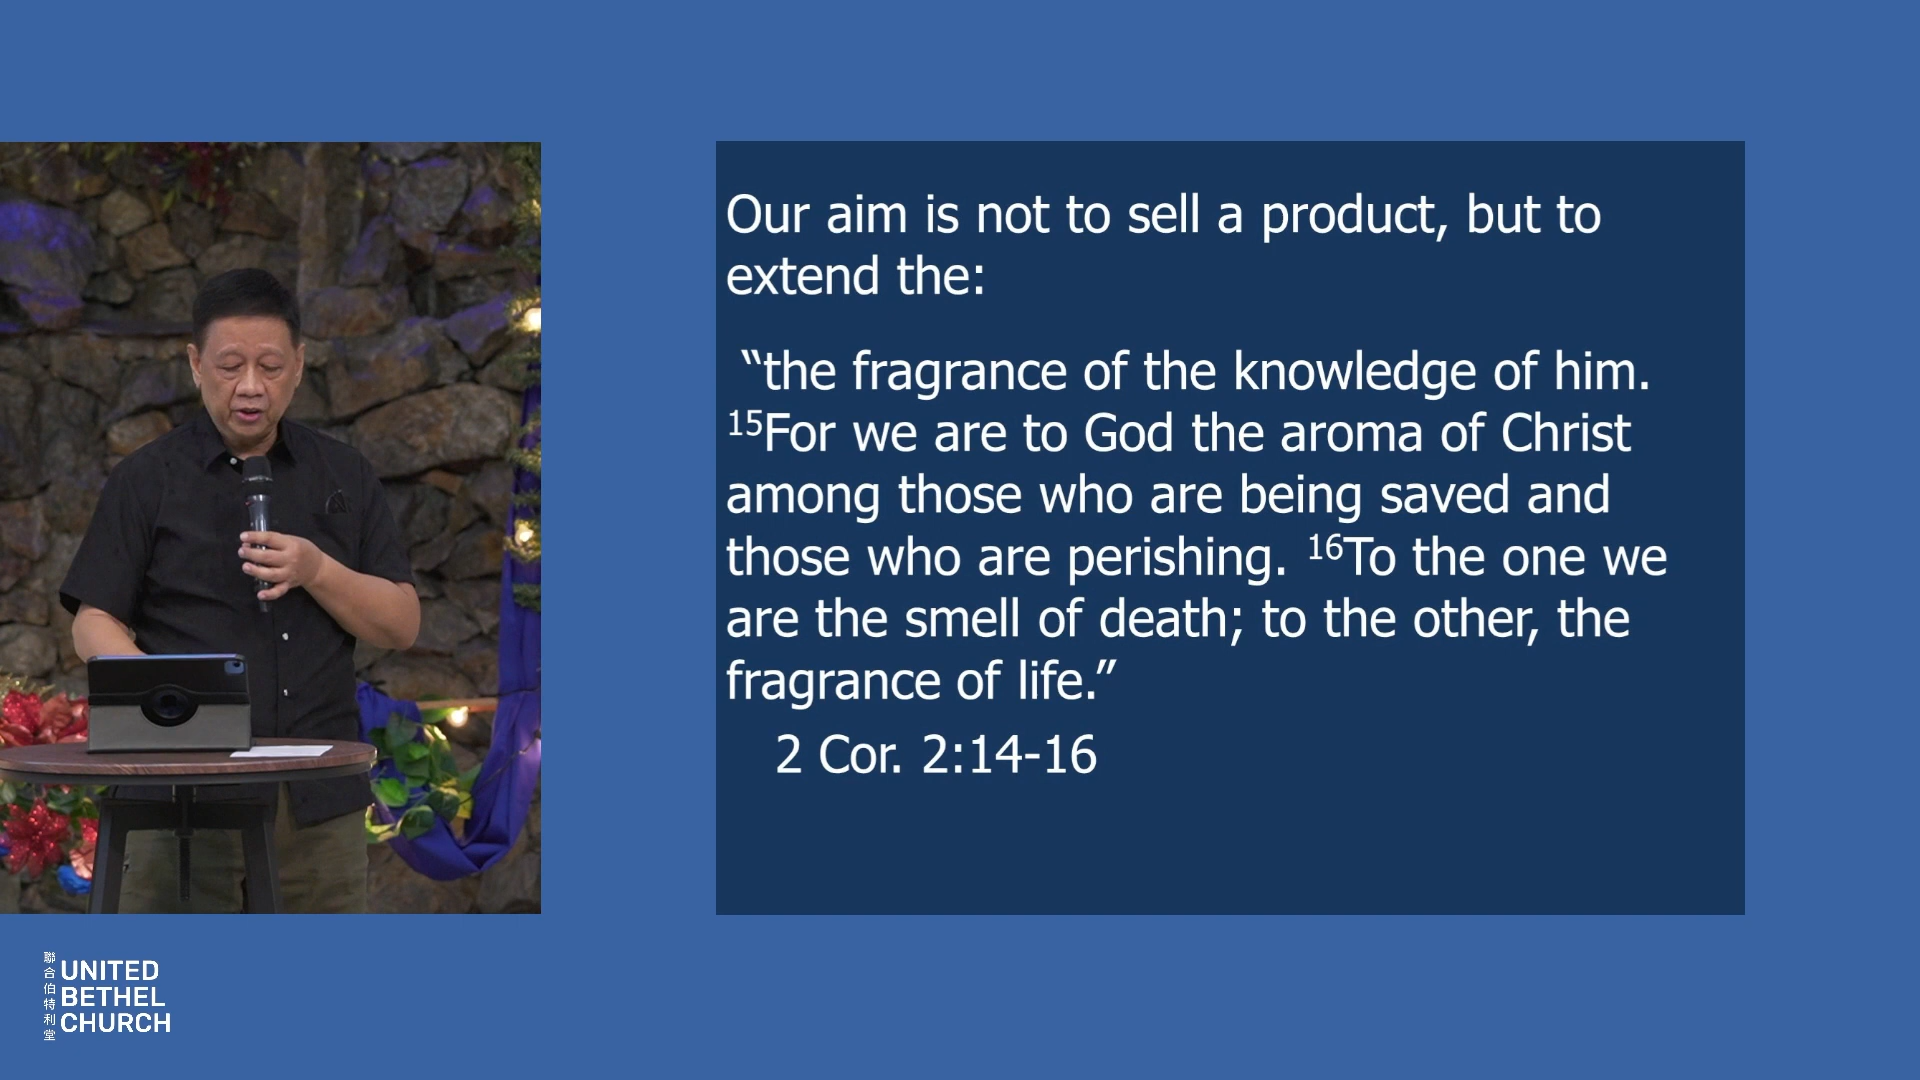 Our aim is not to sell a product, but to
extend the:
“the fragrance of the knowledge of him.
15For we are to God the aroma of Christ
among those who are being saved and
those who are perishing. 16To the one we
are the smell of death; to the other, the
fragrance of life.”
2 Cor. 2:14-16
聯合伯特利堂
UNITED
BETHEL
CHURCH